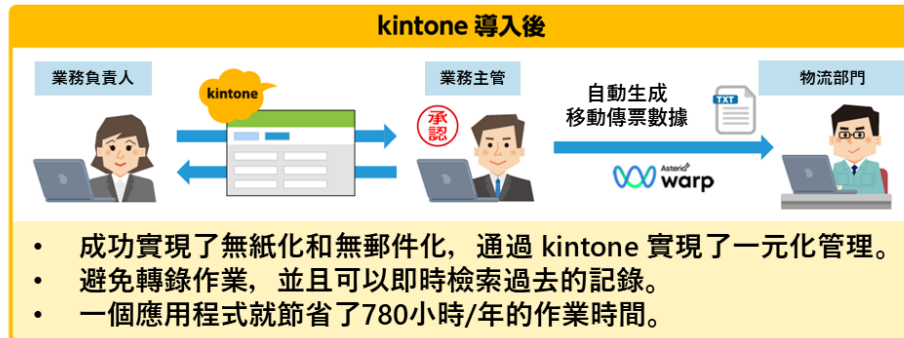 kintone 導入後
業務負責人
kintone
業務主管
承認
自動生成
移動傳票數據
TXT
Asteria
warp
物流部門
• 成功實現了無紙化和無郵件化，通過 kintone 實現了一元化管理。
• 避免轉錄作業，並且可以即時檢索過去的記錄。
• 一個應用程式就節省了780小時/年的作業時間。